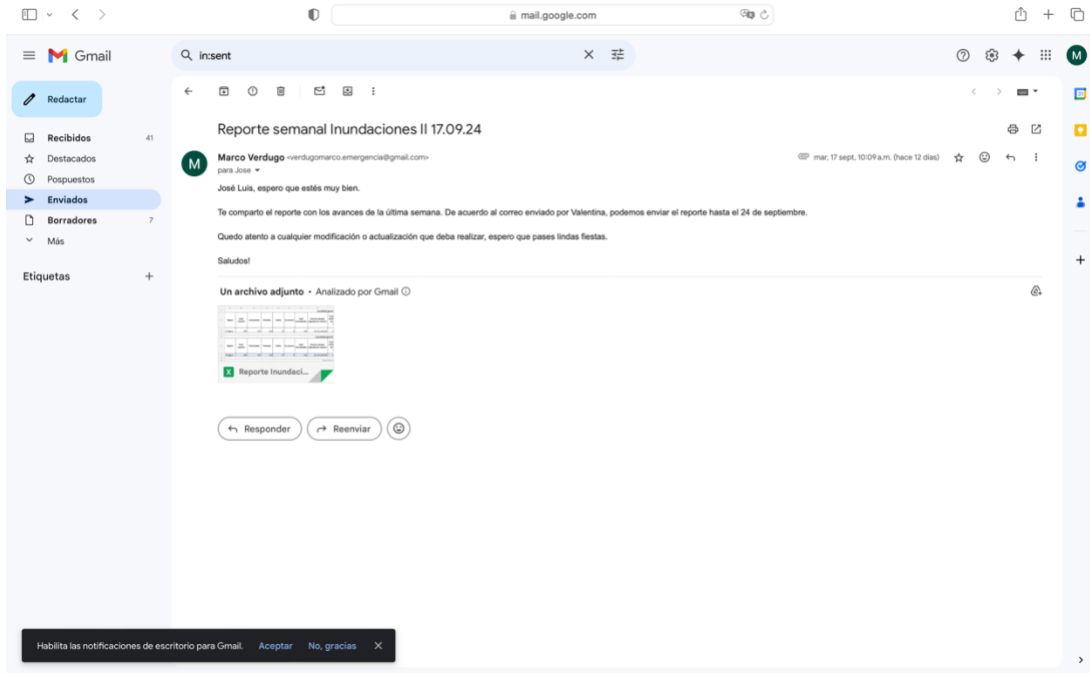 mail.google.com
Gmail
in:sent
M
Redactar
Recibidos 41
Destacados
Pospuestos
Enviados
Borradores 7
Más
Etiquetas
Reporte semanal Inundaciones II 17.09.24
M
Marco Verdugo <verdugomarco.emergencia@gmail.com>
mar, 17 sept, 10:09 a.m. (hace 12 días)
para Jose
José Luis, espero que estés muy bien.
Te comparto el reporte con los avances de la última semana. De acuerdo al correo enviado por Valentina, podemos enviar el reporte hasta el 24 de septiembre.
Quedo atento a cualquier modificación o actualización que deba realizar, espero que pases lindas fiestas.
Saludos!
Un archivo adjunto • Analizado por Gmail
X Reporte Inundaci...
Responder
Reenviar
Habilita las notificaciones de escritorio para Gmail. Aceptar No, gracias